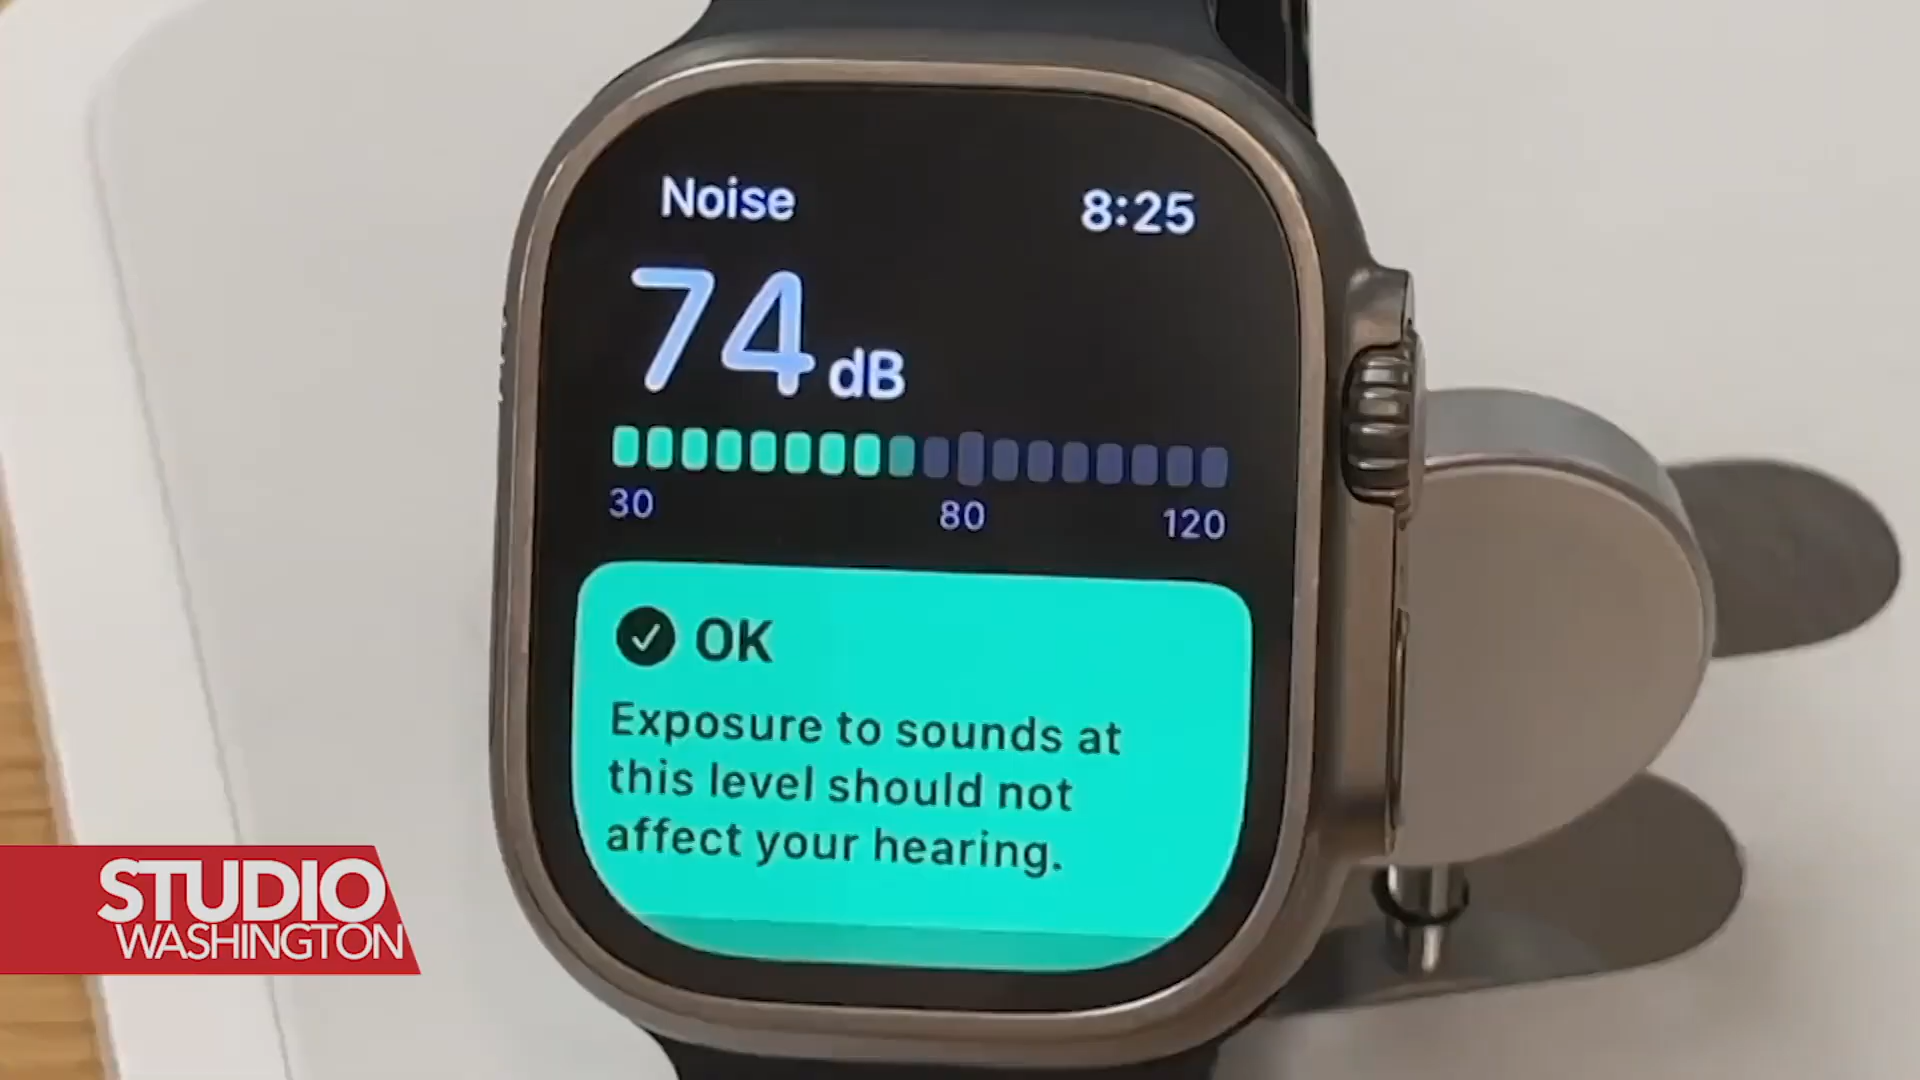 Noise
8:25
74 dB
30
80
120
OK
Exposure to sounds at
this level should not
affect your hearing.
STUDIO
WASHINGTON